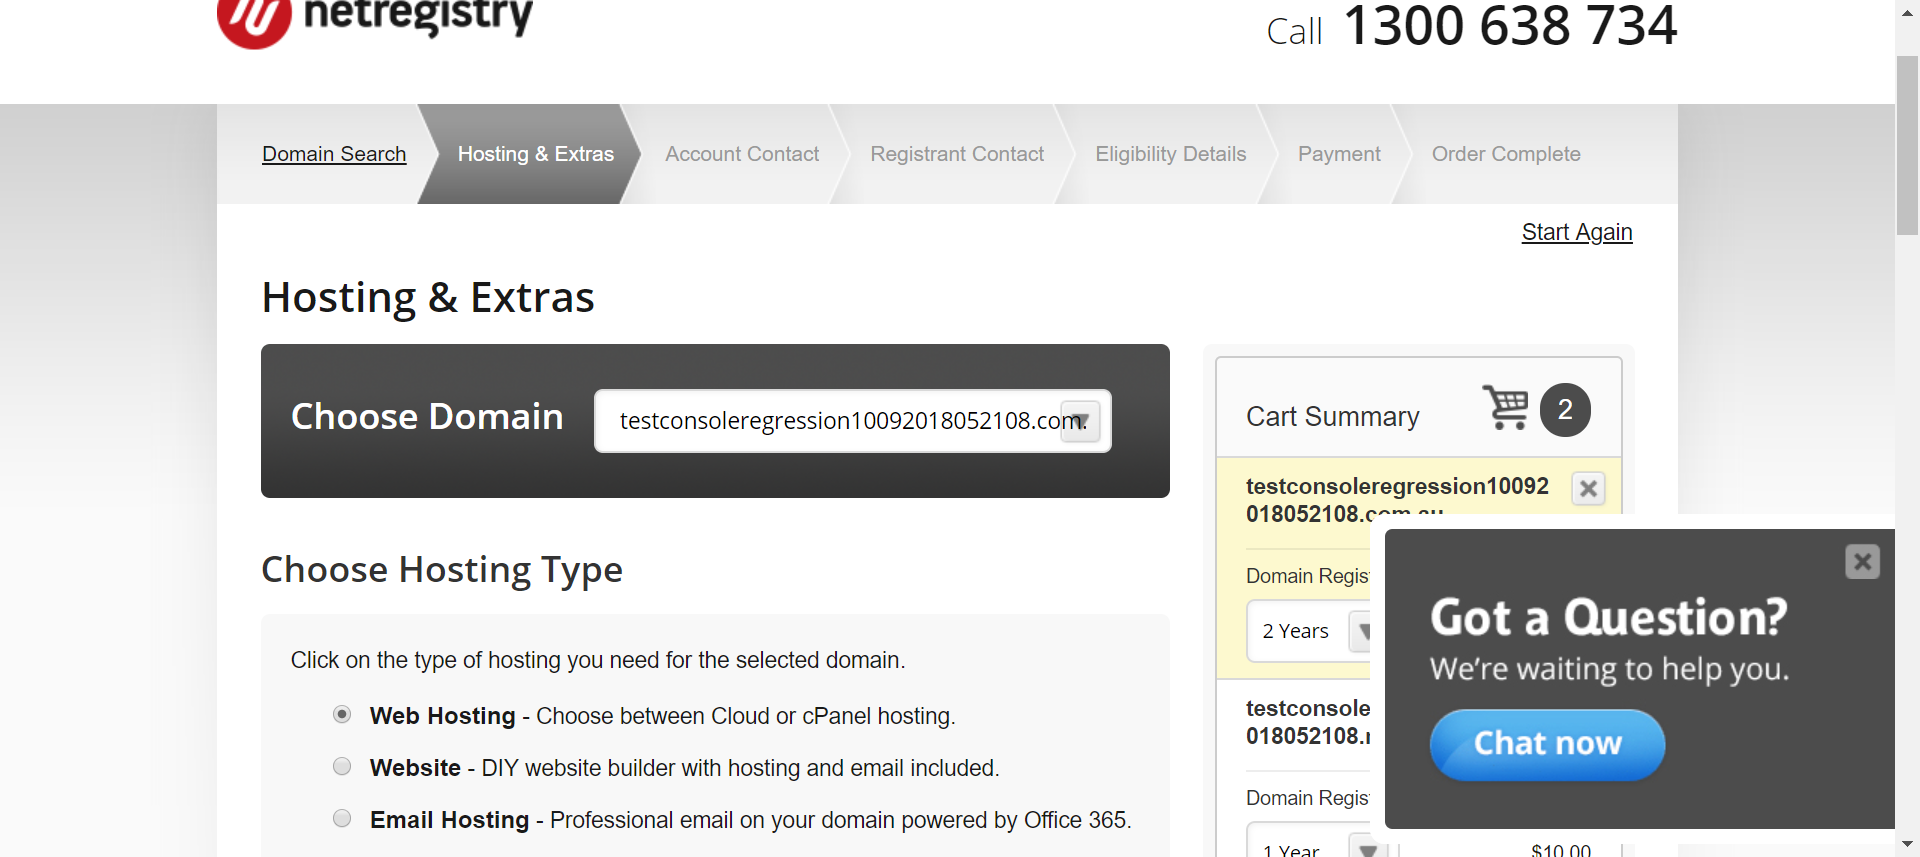 netregistry
Call 1300 638 734
Domain Search
Hosting & Extras
Account Contact
Registrant Contact
Eligibility Details
Payment
Order Complete
Start Again
Hosting & Extras
Choose Domain
testconsoleregression10092018052108.com.
Cart Summary
2
testconsoleregression10092
018052108.com.au
Domain Regis
2 Years
Choose Hosting Type
Click on the type of hosting you need for the selected domain.
Web Hosting - Choose between Cloud or cPanel hosting.
Website - DIY website builder with hosting and email included.
Email Hosting - Professional email on your domain powered by Office 365.
testconsole
018052108.
Domain Regis
1 Year
$10.00
Got a Question?
We're waiting to help you.
Chat now